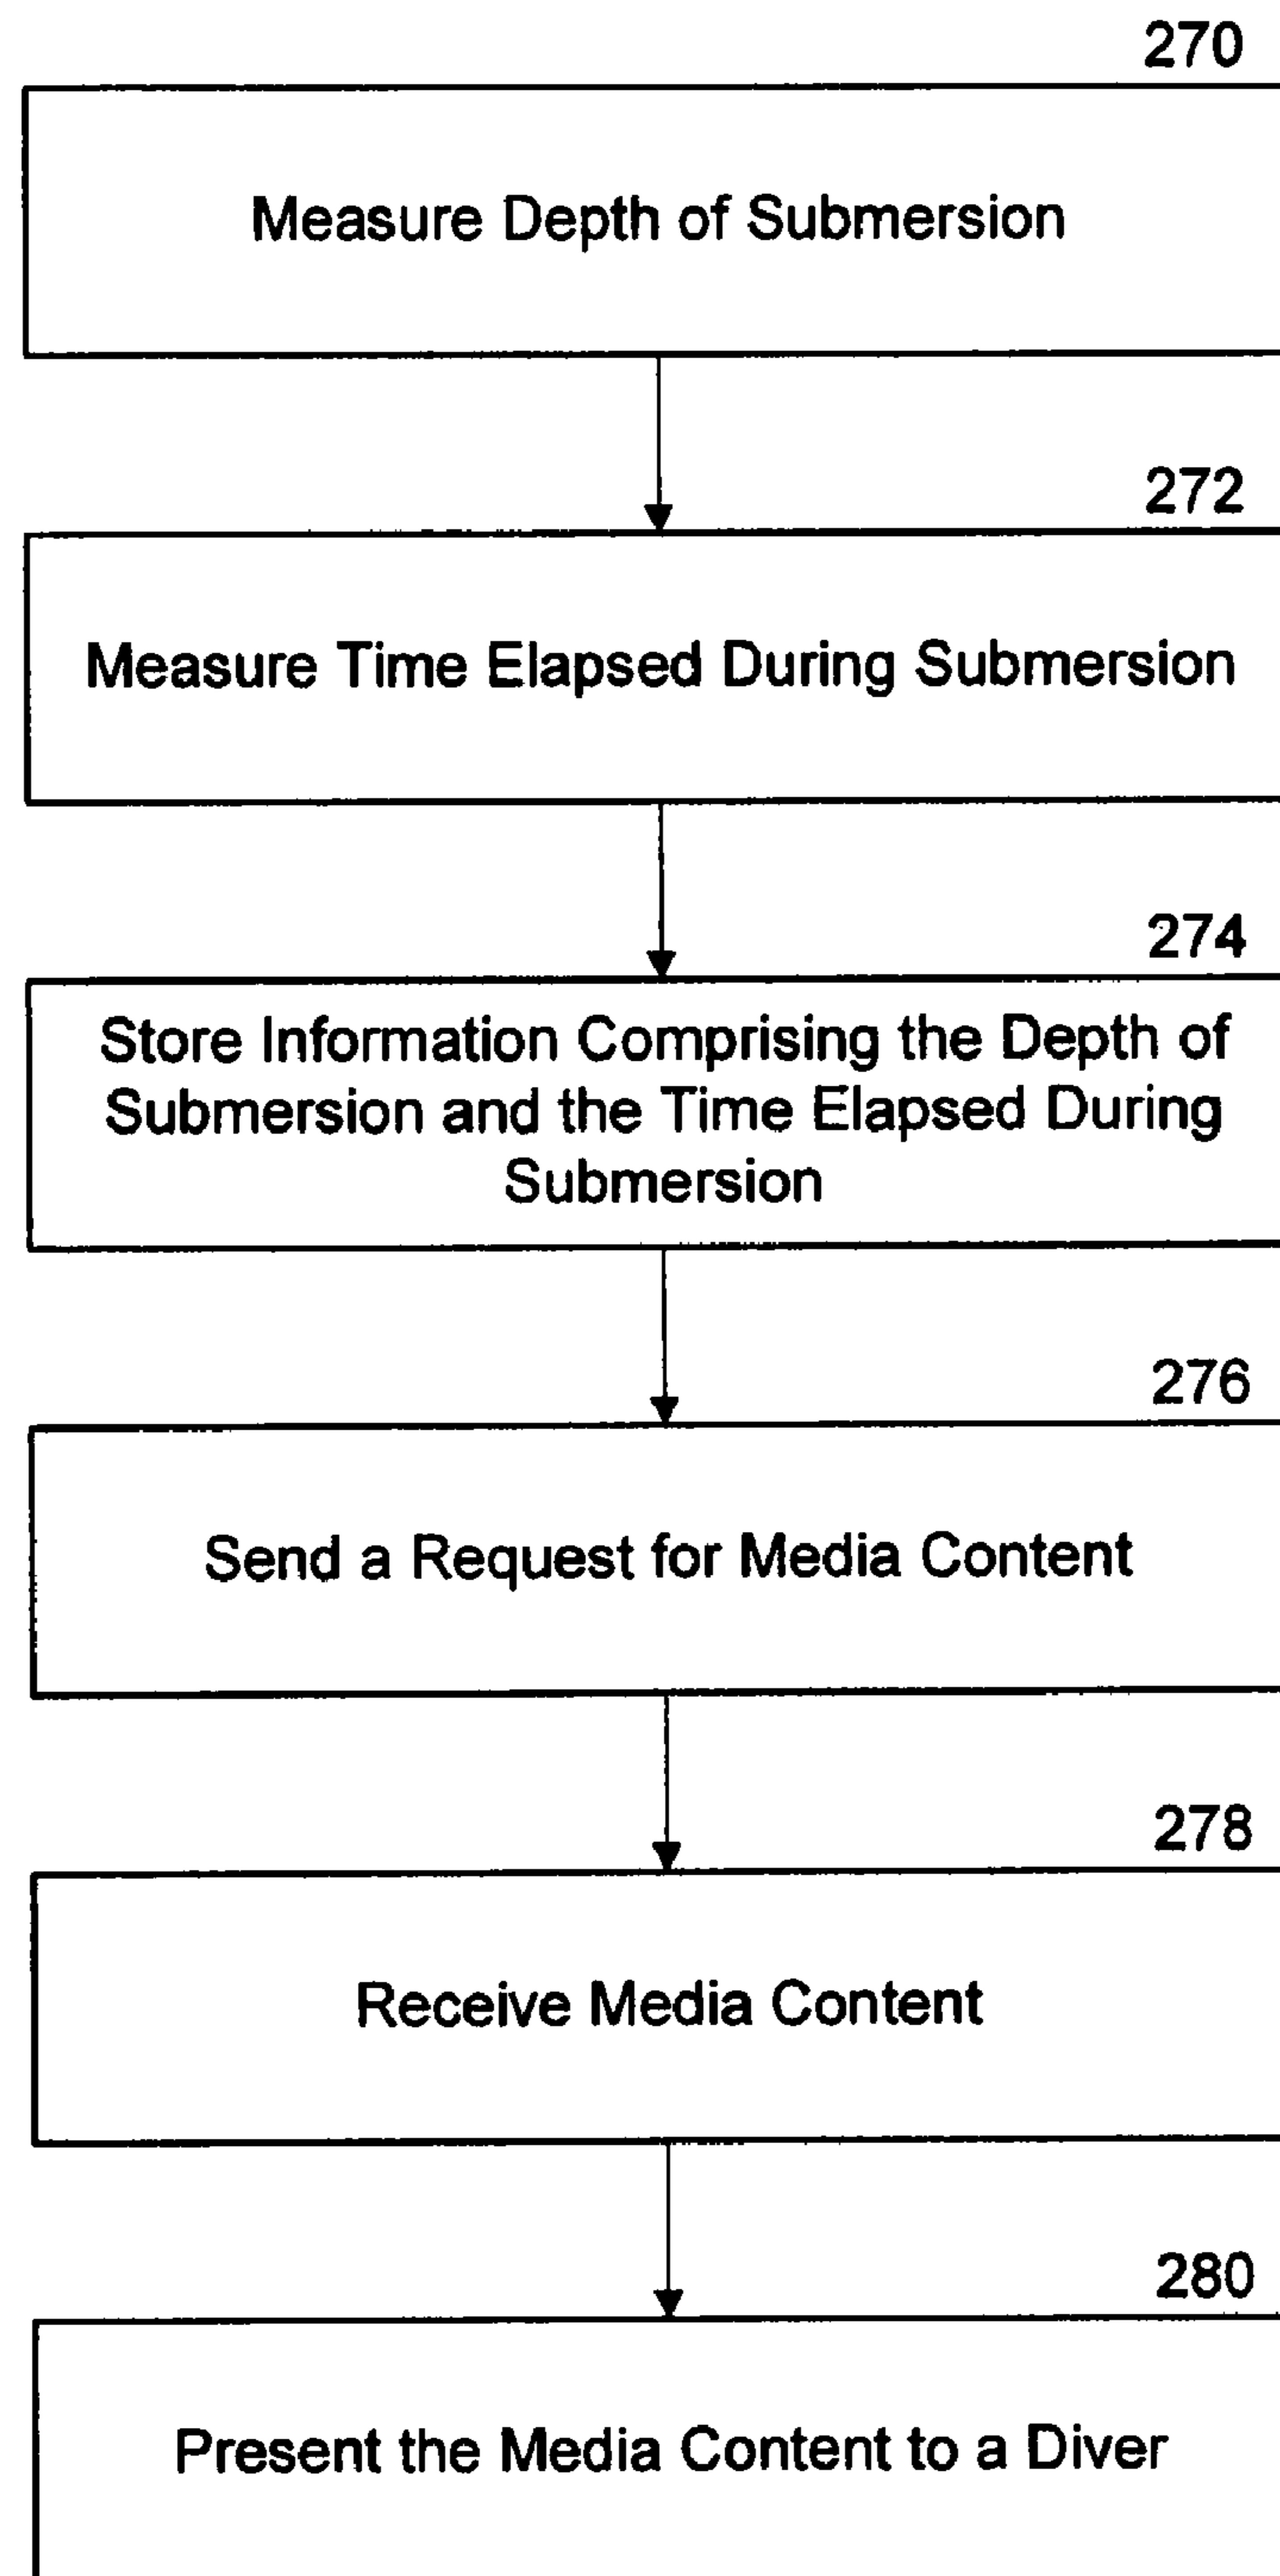 270
Measure Depth of Submersion
272
Measure Time Elapsed During Submersion
274
Store Information Comprising the Depth of
Submersion and the Time Elapsed During
Submersion
276
Send a Request for Media Content
278
Receive Media Content
280
Present the Media Content to a Diver